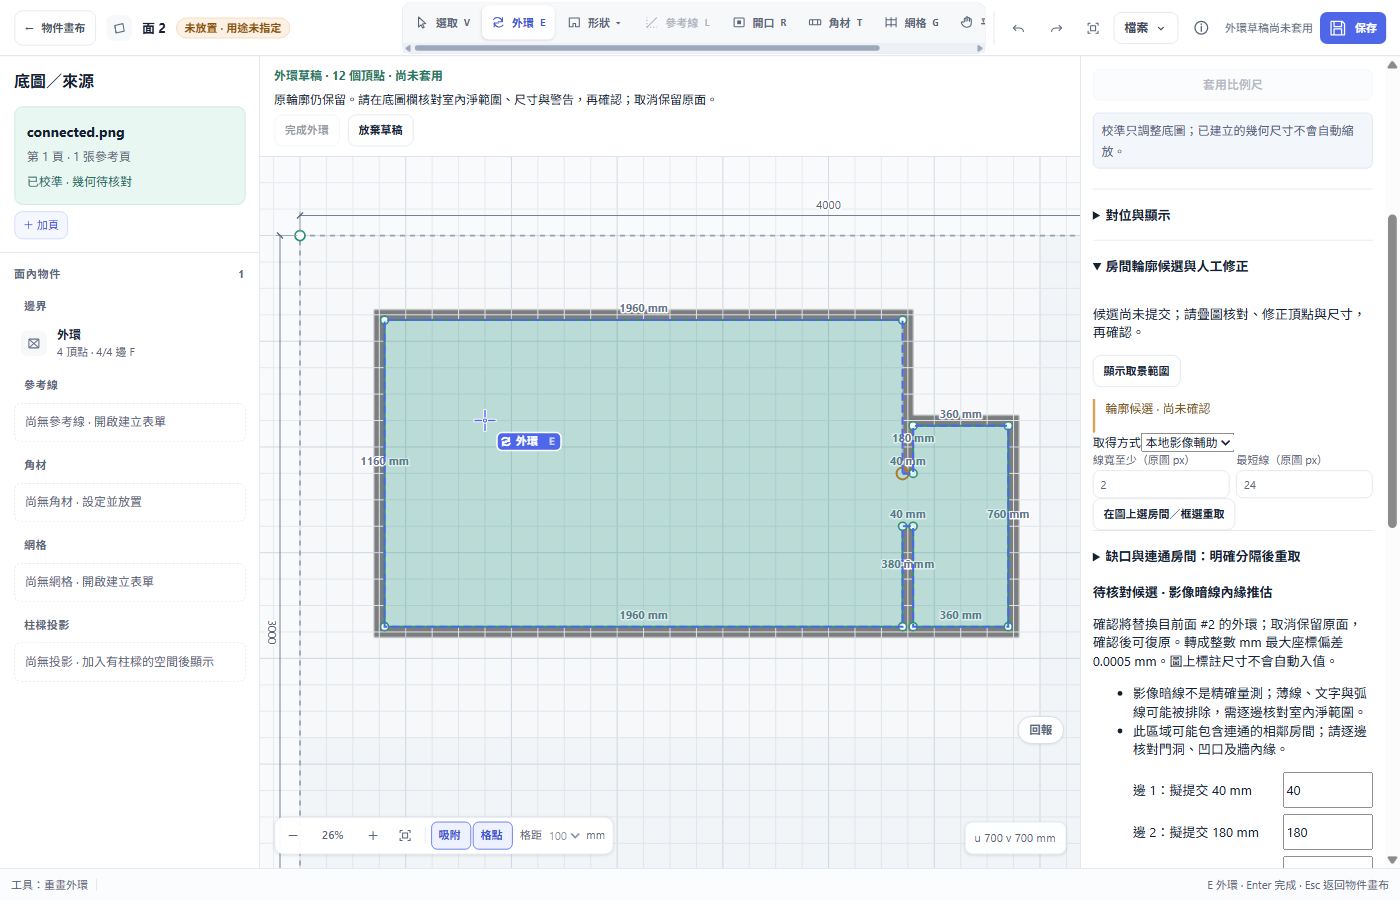 ← 物件畫布
面 2
未放置 · 用途未指定
選取 V
外環 E
形狀
參考線 L
開口 R
角材 T
網格 G
檔案
外環草稿尚未套用
保存
底圖／來源
connected.png
第 1 頁 · 1 張參考頁
已校準 · 幾何待核對
+ 加頁
面內物件 1
邊界
外環
4 頂點 · 4/4 邊 F
參考線
尚無參考線 · 開啟建立表單
角材
尚無角材 · 設定並放置
網格
尚無網格 · 開啟建立表單
柱樑投影
尚無投影 · 加入有柱樑的空間後顯示
外環草稿 · 12 個頂點 · 尚未套用
原輪廓仍保留。請在底圖欄核對室內淨範圍、尺寸與警告，再確認；取消保留原面。
完成外環
放棄草稿
4000
1960 mm
360 mm
180 mm
外環 E
1160 mm
40 mm
40 mm
760 mm
1960 mm
360 mm
3000
回報
− 26% +
吸附
格點
格距 100 mm
u 700 v 700 mm
套用比例尺
校準只調整底圖；已建立的幾何尺寸不會自動縮
放。
對位與顯示
房間輪廓候選與人工修正
候選尚未提交；請疊圖核對、修正頂點與尺寸，
再確認。
顯示取景範圍
輪廓候選 · 尚未確認
取得方式 本地影像輔助
線寬至少（原圖 px） 最短線（原圖 px）
2 24
在圖上選房間／框選重取
缺口與連通房間：明確分隔後重取
待核對候選 · 影像暗線內緣推估
確認將替換目前面 #2 的外環；取消保留原面，
確認後可復原。轉成整數 mm 最大座標偏差
0.0005 mm。圖上標註尺寸不會自動入值。
• 影像暗線不是精確量測；薄線、文字與弧
線可能被排除，需逐邊核對室內淨範圍。
• 此區域可能包含連通的相鄰房間；請逐邊
核對門洞、凹口及牆內緣。
邊 1：擬提交 40 mm 40
邊 2：擬提交 180 mm 180
工具：重畫外環
E 外環 · Enter 完成 · Esc 返回物件畫布